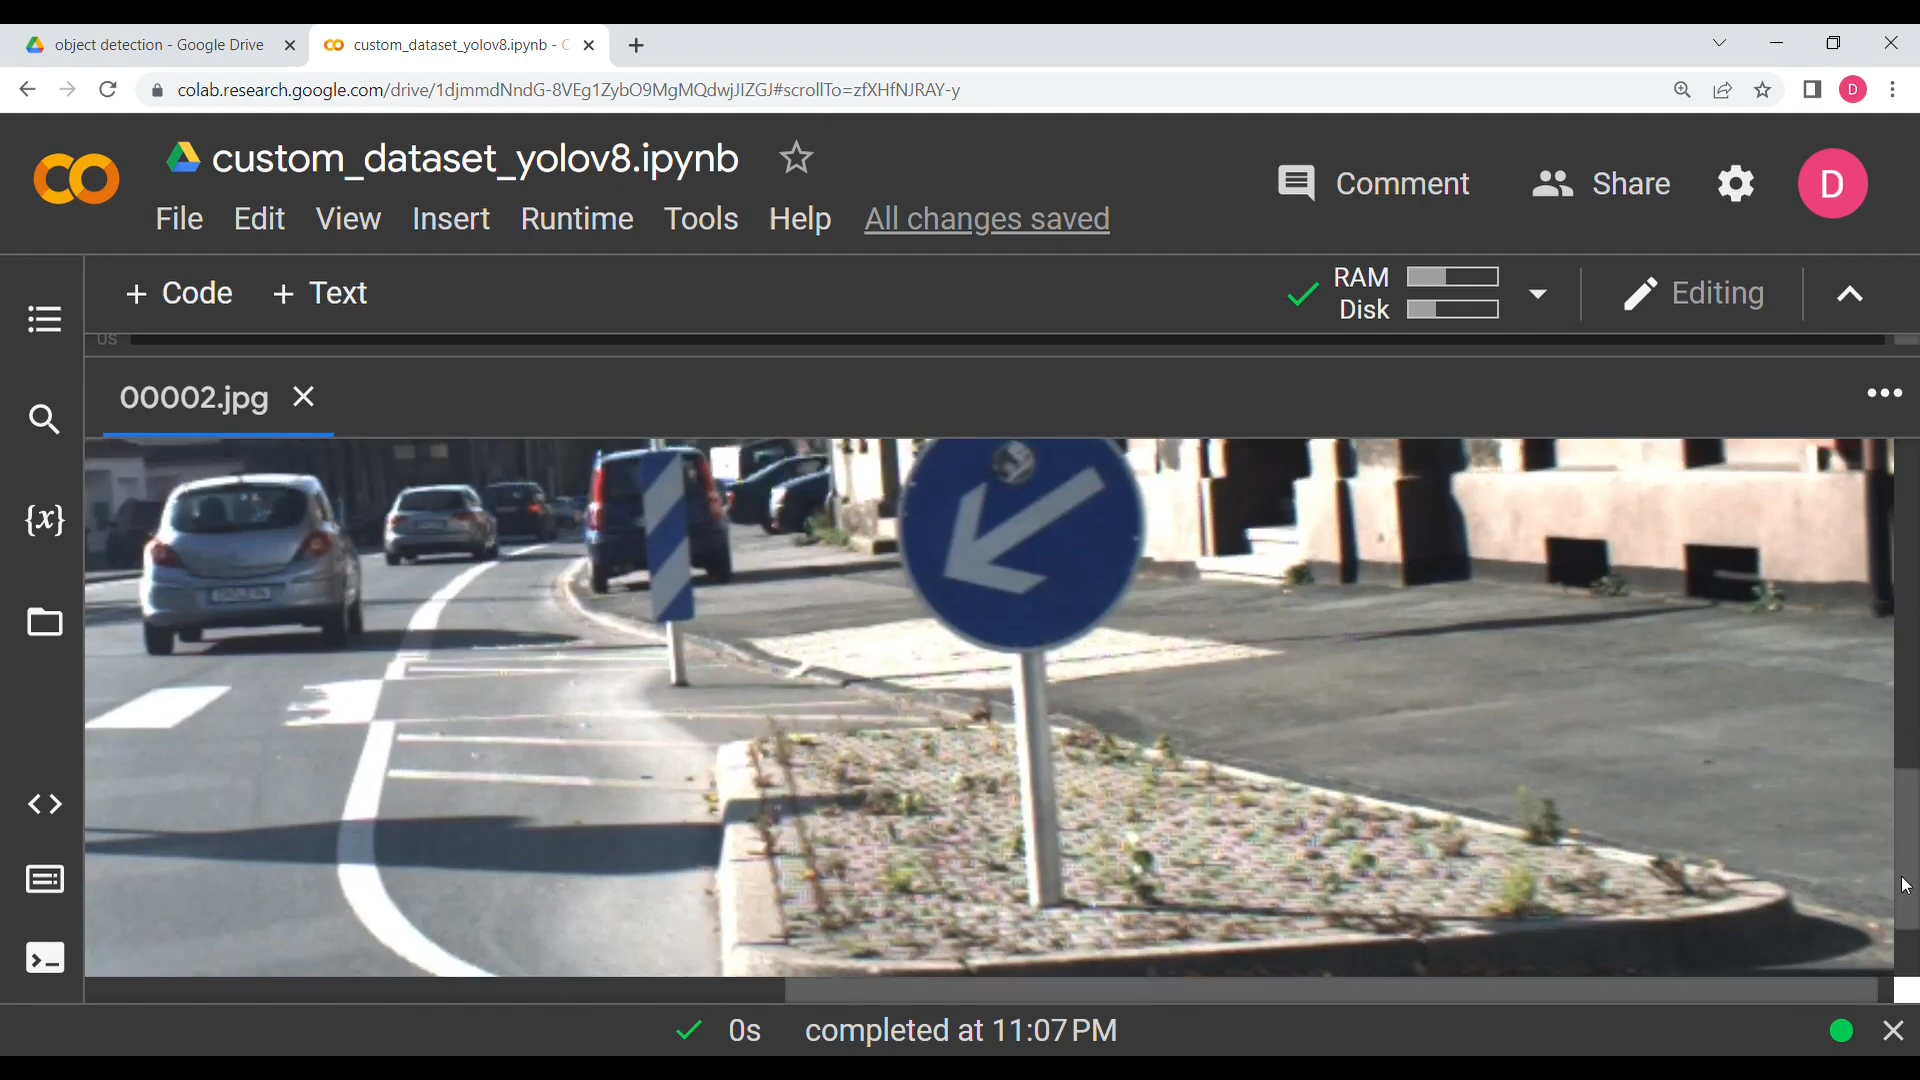 object detection - Google Drive
custom_dataset_yolov8.ipynb - C
colab.research.google.com/drive/1djmmdNndG-8VEg1ZybO9MgMQdwjJIZGJ#scrollTo=zfXHfNJRAY-y
D
custom_dataset_yolov8.ipynb
Comment
Share
D
File Edit View Insert Runtime Tools Help All changes saved
+ Code + Text
RAM
Disk
Editing
0s
{x}
00002.jpg
0s completed at 11:07 PM